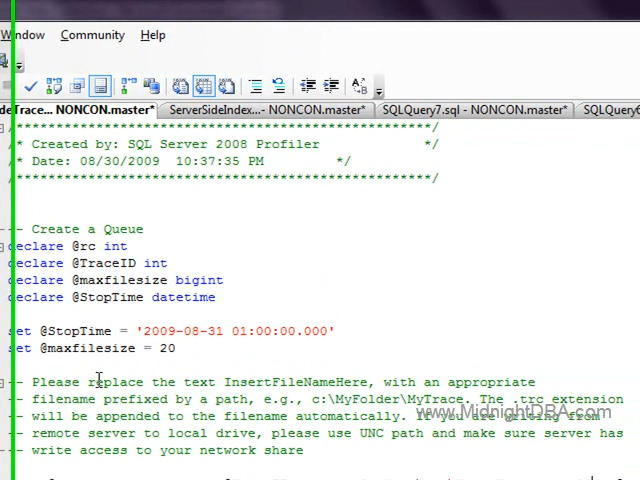 Window Community Help
deTrace... NONCON.master* ServerSideIndex...- NONCON.master* SQLQuery7.sql - NONCON.master* SQLQuery6
/****************************************************/
/* Created by: SQL Server 2008 Profiler */
/* Date: 08/30/2009 10:37:35 PM */
/****************************************************/
-- Create a Queue
declare @rc int
declare @TraceID int
declare @maxfilesize bigint
declare @StopTime datetime
set @StopTime = '2009-08-31 01:00:00.000'
set @maxfilesize = 20
-- Please replace the text InsertFileNameHere, with an appropriate
-- filename prefixed by a path, e.g., c:\MyFolder\MyTrace. The .trc extension
-- will be appended to the filename automatically. If you are writing from
www.MidnightDBA.com
-- remote server to local drive, please use UNC path and make sure server has
-- write access to your network share